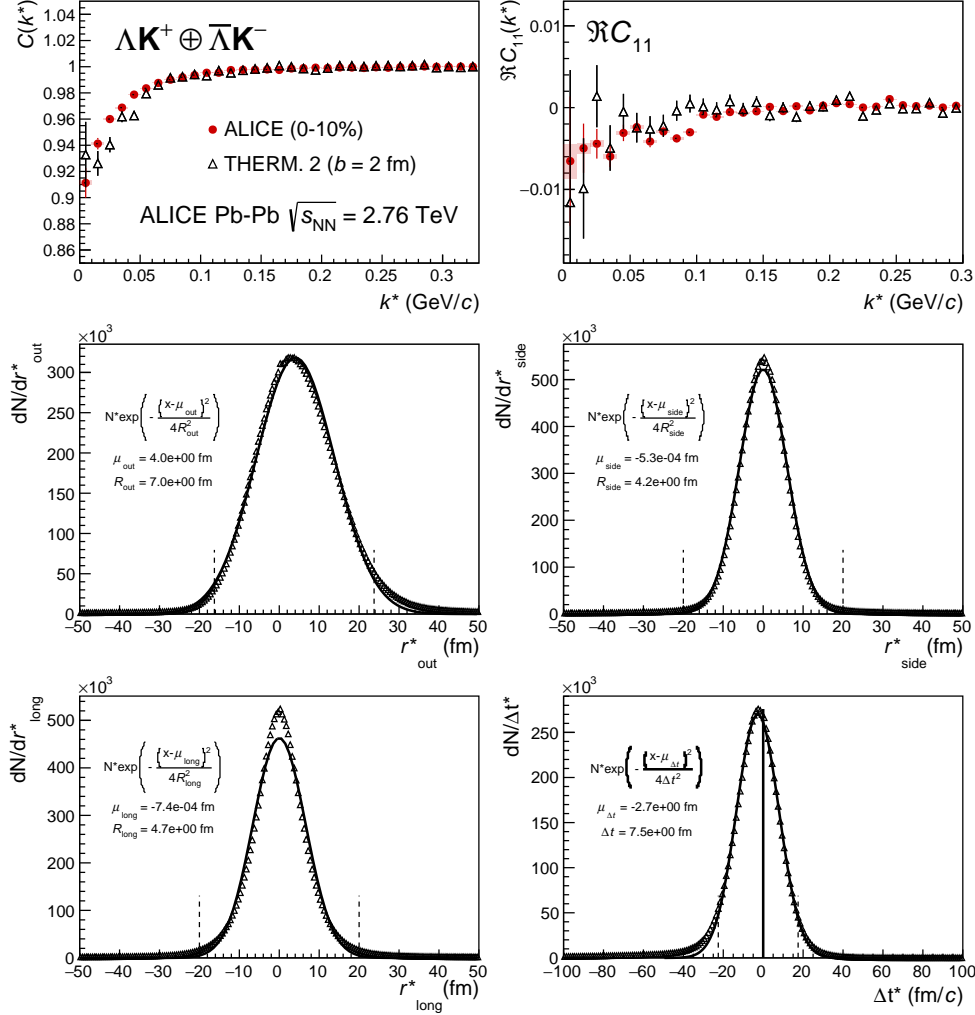 C(k*)
1.04
1.02
1
0.98
0.96
0.94
0.92
0.9
0.88
0.86
ΛK⁺ ⊕ Λ̅K⁻
ALICE (0-10%)
THERM. 2 (b = 2 fm)
ALICE Pb-Pb √sNN = 2.76 TeV
0 0.05 0.1 0.15 0.2 0.25 0.3
k* (GeV/c)
ℜC₁₁(k*)
ℜC₁₁
0.01
0
−0.01
0 0.05 0.1 0.15 0.2 0.25 0.3
k* (GeV/c)
×10³
dN/dr*out
300
250
200
150
100
50
0
N*exp(- [x-μout]² / 4R²out)
μout = 4.0e+00 fm
Rout = 7.0e+00 fm
−50 −40 −30 −20 −10 0 10 20 30 40 50
r*out (fm)
×10³
dN/dr*side
500
400
300
200
100
0
N*exp(- [x-μside]² / 4R²side)
μside = -5.3e-04 fm
Rside = 4.2e+00 fm
−50 −40 −30 −20 −10 0 10 20 30 40 50
r*side (fm)
×10³
dN/dr*long
500
400
300
200
100
0
N*exp(- [x-μlong]² / 4R²long)
μlong = -7.4e-04 fm
Rlong = 4.7e+00 fm
−50 −40 −30 −20 −10 0 10 20 30 40 50
r*long (fm)
×10³
dN/Δt*
250
200
150
100
50
0
N*exp(- [x-μΔt]² / 4Δt²)
μΔt = -2.7e+00 fm
Δt = 7.5e+00 fm
−100 −80 −60 −40 −20 0 20 40 60 80 100
Δt* (fm/c)